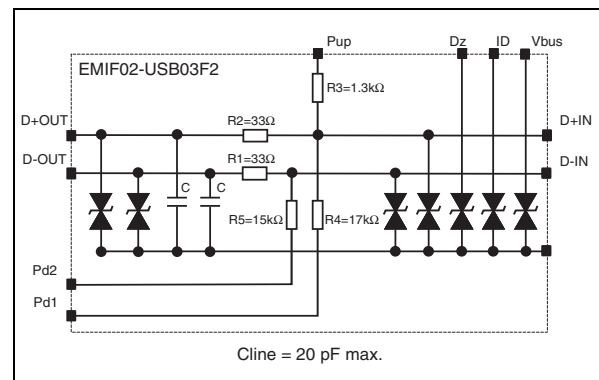 Pup
Dz
ID
Vbus
EMIF02-USB03F2
R3=1.3kΩ
D+OUT
R2=33Ω
D+IN
D-OUT
R1=33Ω
D-IN
C
C
R5=15kΩ
R4=17kΩ
Pd2
Pd1
Cline = 20 pF max.